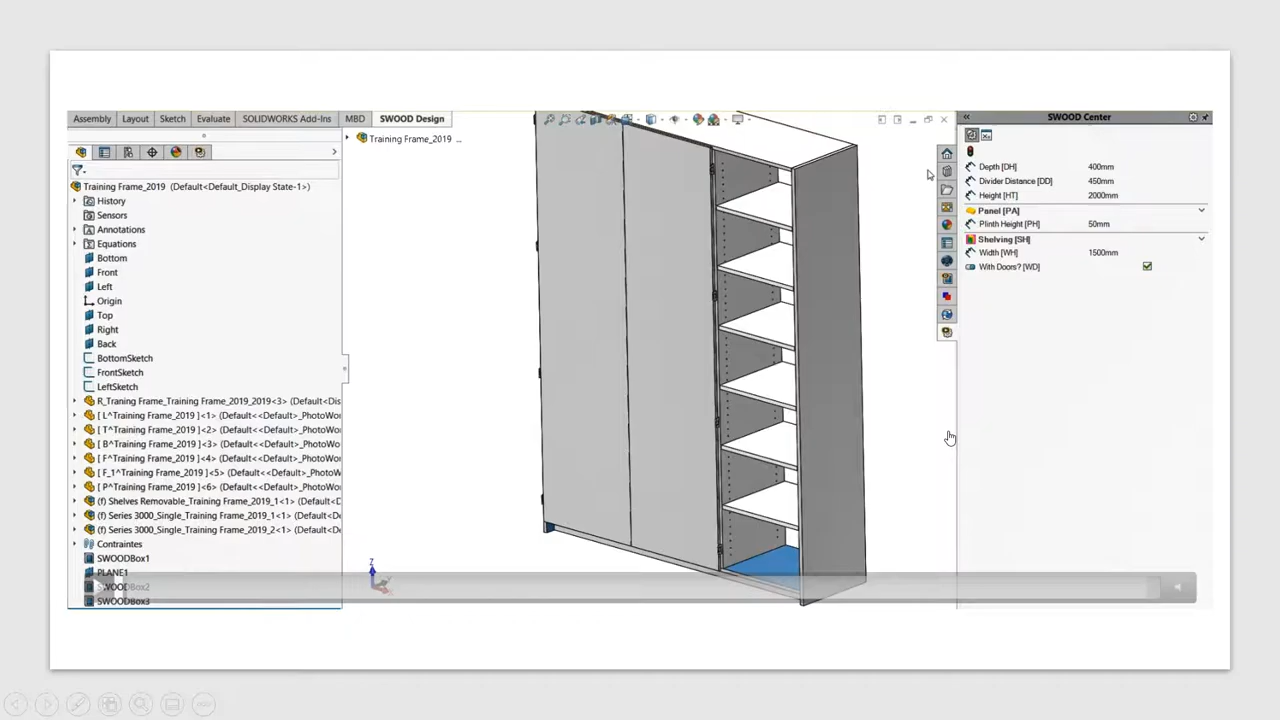 Assembly Layout Sketch Evaluate SOLIDWORKS Add-Ins MBD SWOOD Design
Training Frame_2019 ...
Training Frame_2019 (Default<Default_Display State-1>)
History
Sensors
Annotations
Equations
Bottom
Front
Left
Origin
Top
Right
Back
BottomSketch
FrontSketch
LeftSketch
R_Traning Frame_Training Frame_2019_2019<3> (Default<Dis
[ L^Training Frame_2019 ]<1> (Default<<Default>_PhotoWor
[ T^Training Frame_2019 ]<2> (Default<<Default>_PhotoWo
[ B^Training Frame_2019 ]<3> (Default<<Default>_PhotoWo
[ F^Training Frame_2019 ]<4> (Default<<Default>_PhotoWo
[ F_1^Training Frame_2019 ]<5> (Default<<Default>_PhotoW
[ P^Training Frame_2019 ]<6> (Default<<Default>_PhotoWo
(f) Shelves Removable_Training Frame_2019_1<1> (Default<D
(f) Series 3000_Single_Training Frame_2019_1<1> (Default<De
(f) Series 3000_Single_Training Frame_2019_2<1> (Default<De
Contraintes
SWOODBox1
PLANE1
SWOODBox2
SWOODBox3
Z
SWOOD Center
Depth [DH] 400mm
Divider Distance [DD] 450mm
Height [HT] 2000mm
Panel [PA]
Plinth Height [PH] 50mm
Shelving [SH]
Width [WH] 1500mm
With Doors? [WD]